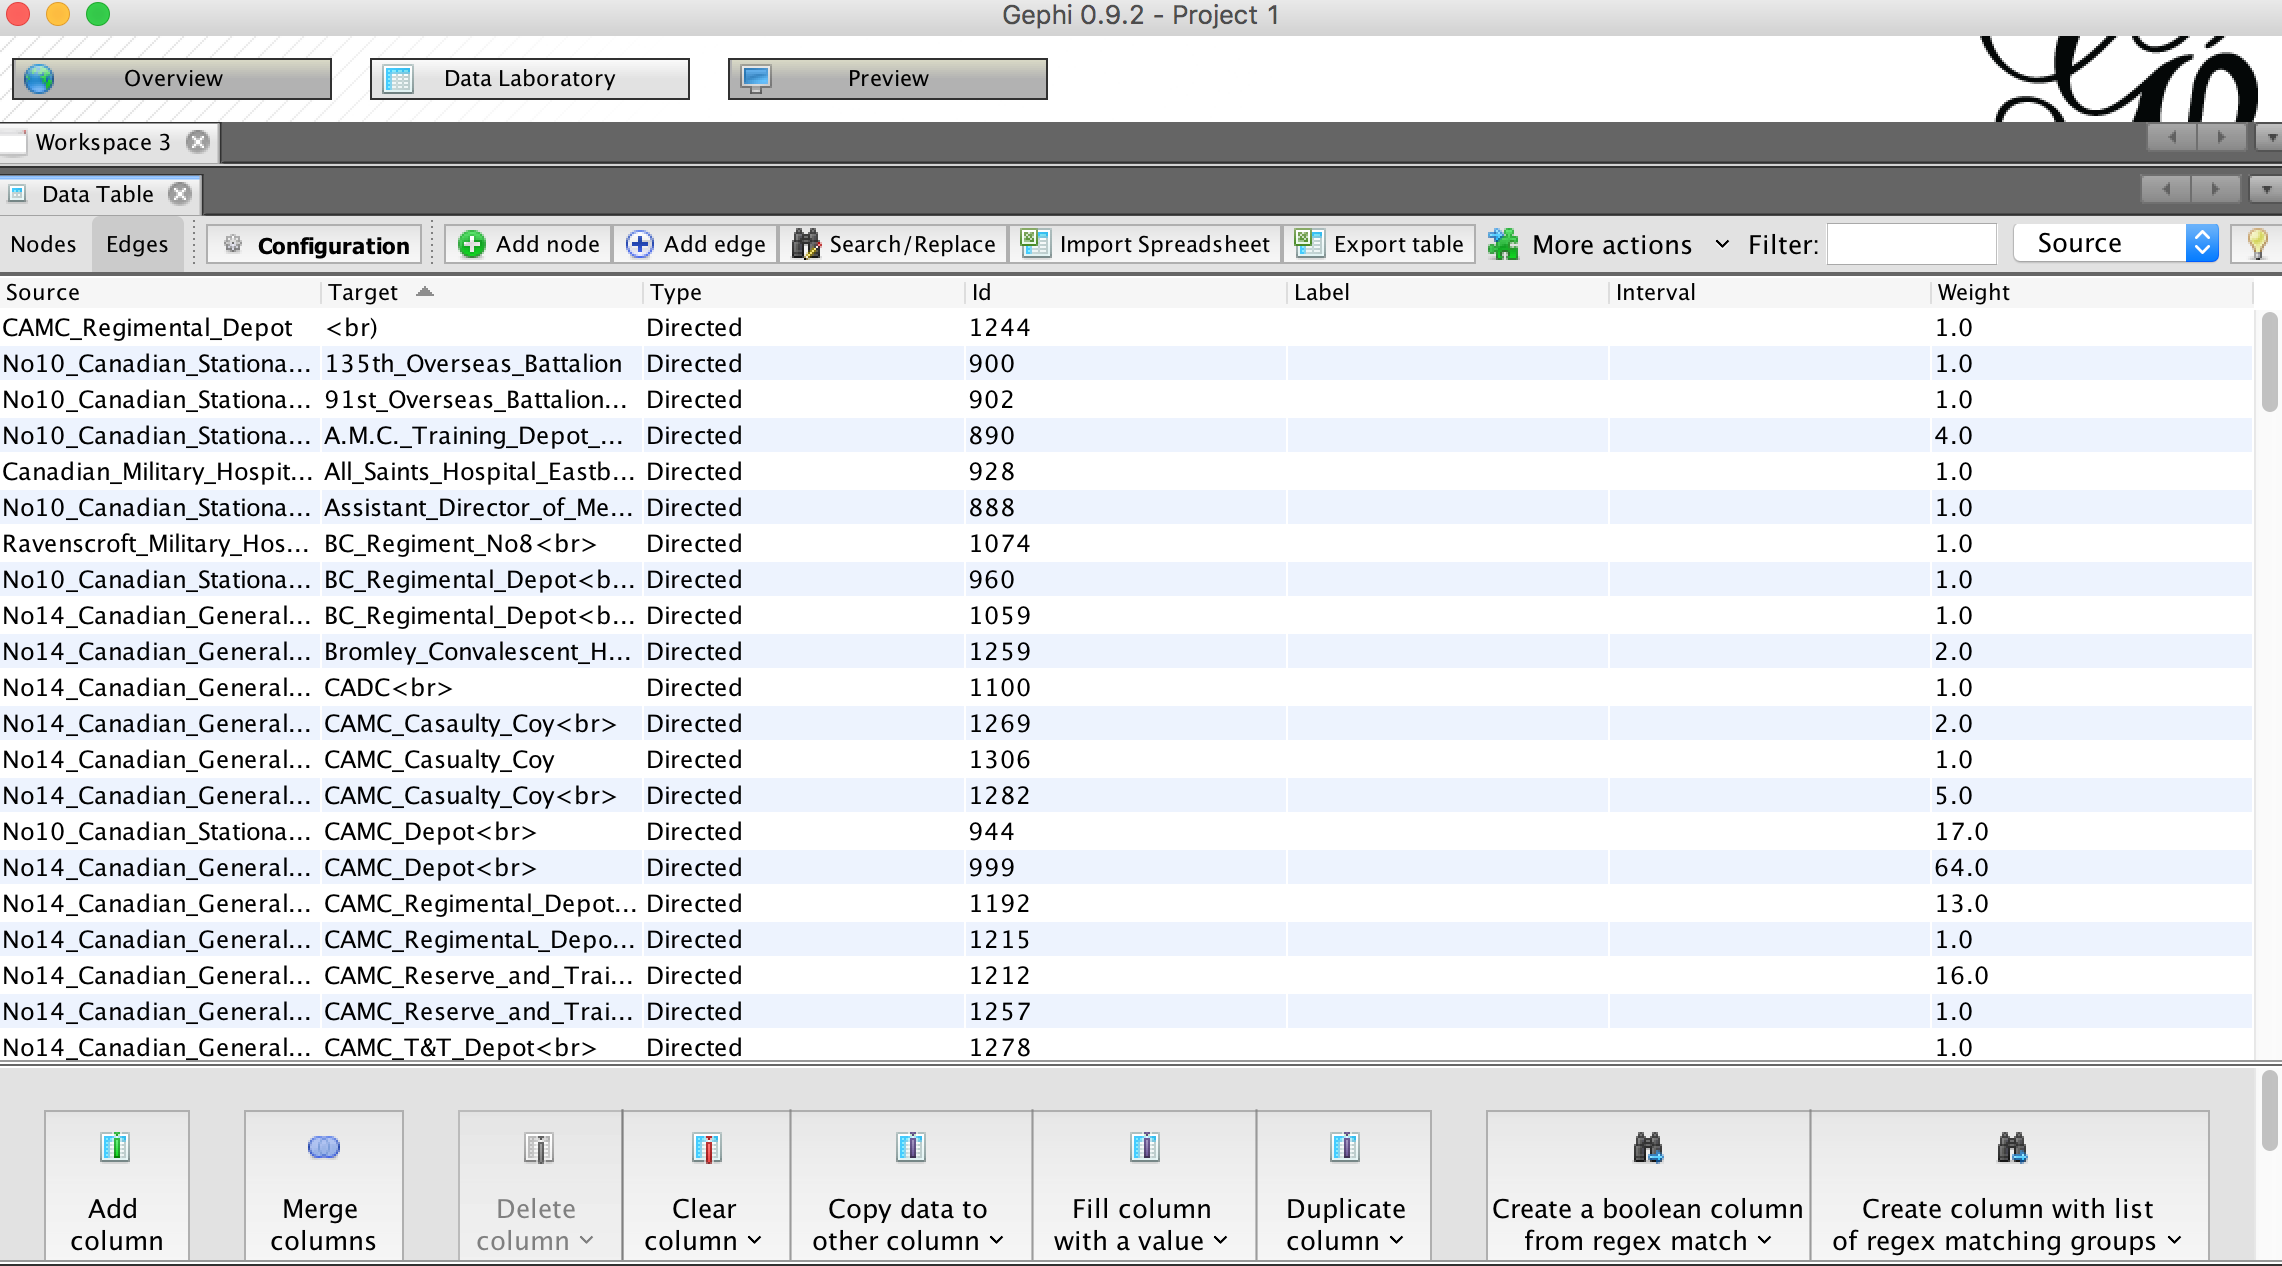 Gephi 0.9.2 - Project 1
Overview Data Laboratory Preview
Workspace 3
Data Table
Nodes Edges Configuration Add node Add edge Search/Replace Import Spreadsheet Export table More actions Filter: Source
Source Target Type Id Label Interval Weight
CAMC_Regimental_Depot <br) Directed 1244 1.0
No10_Canadian_Stationa... 135th_Overseas_Battalion Directed 900 1.0
No10_Canadian_Stationa... 91st_Overseas_Battalion... Directed 902 1.0
No10_Canadian_Stationa... A.M.C._Training_Depot_... Directed 890 4.0
Canadian_Military_Hospit... All_Saints_Hospital_Eastb... Directed 928 1.0
No10_Canadian_Stationa... Assistant_Director_of_Me... Directed 888 1.0
Ravenscroft_Military_Hos... BC_Regiment_No8<br> Directed 1074 1.0
No10_Canadian_Stationa... BC_Regimental_Depot<b... Directed 960 1.0
No14_Canadian_General... BC_Regimental_Depot<b... Directed 1059 1.0
No14_Canadian_General... Bromley_Convalescent_H... Directed 1259 2.0
No14_Canadian_General... CADC<br> Directed 1100 1.0
No14_Canadian_General... CAMC_Casaulty_Coy<br> Directed 1269 2.0
No14_Canadian_General... CAMC_Casualty_Coy Directed 1306 1.0
No14_Canadian_General... CAMC_Casualty_Coy<br> Directed 1282 5.0
No10_Canadian_Stationa... CAMC_Depot<br> Directed 944 17.0
No14_Canadian_General... CAMC_Depot<br> Directed 999 64.0
No14_Canadian_General... CAMC_Regimental_Depot... Directed 1192 13.0
No14_Canadian_General... CAMC_RegimentaL_Depo... Directed 1215 1.0
No14_Canadian_General... CAMC_Reserve_and_Trai... Directed 1212 16.0
No14_Canadian_General... CAMC_Reserve_and_Trai... Directed 1257 1.0
No14_Canadian_General... CAMC_T&T_Depot<br> Directed 1278 1.0
Add column
Merge columns
Delete column
Clear column
Copy data to other column
Fill column with a value
Duplicate column
Create a boolean column from regex match
Create column with list of regex matching groups